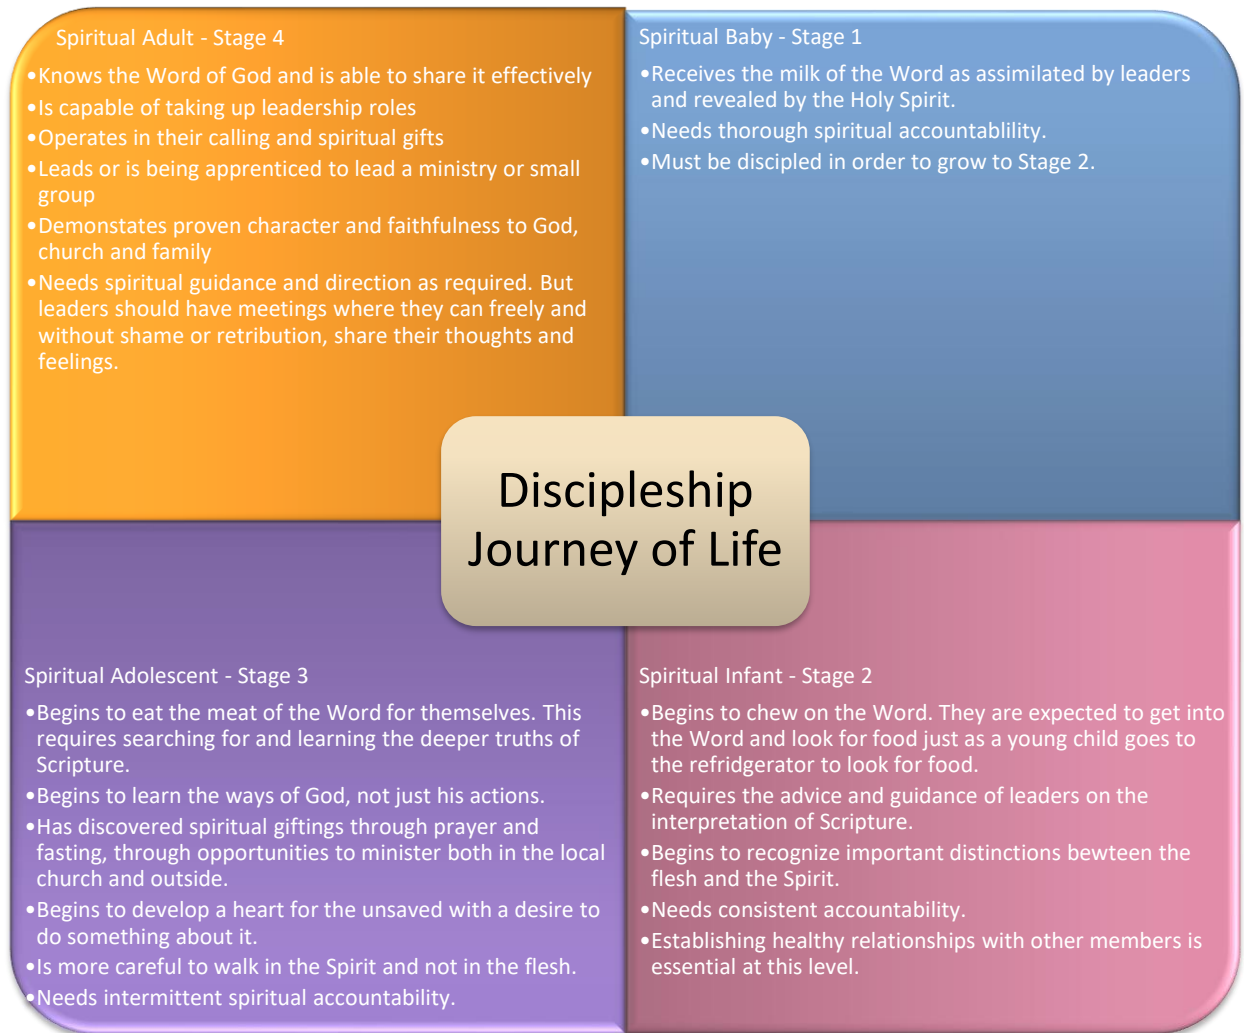 Spiritual Adult - Stage 4
•Knows the Word of God and is able to share it effectively
•Is capable of taking up leadership roles
•Operates in their calling and spiritual gifts
•Leads or is being apprenticed to lead a ministry or small
group
•Demonstates proven character and faithfulness to God,
church and family
•Needs spiritual guidance and direction as required. But
leaders should have meetings where they can freely and
without shame or retribution, share their thoughts and
feelings.
Spiritual Baby - Stage 1
•Receives the milk of the Word as assimilated by leaders
and revealed by the Holy Spirit.
•Needs thorough spiritual accountablility.
•Must be discipled in order to grow to Stage 2.
Discipleship
Journey of Life
Spiritual Adolescent - Stage 3
•Begins to eat the meat of the Word for themselves. This
requires searching for and learning the deeper truths of
Scripture.
•Begins to learn the ways of God, not just his actions.
•Has discovered spiritual giftings through prayer and
fasting, through opportunities to minister both in the local
church and outside.
•Begins to develop a heart for the unsaved with a desire to
do something about it.
•Is more careful to walk in the Spirit and not in the flesh.
•Needs intermittent spiritual accountability.
Spiritual Infant - Stage 2
•Begins to chew on the Word. They are expected to get into
the Word and look for food just as a young child goes to
the refridgerator to look for food.
•Requires the advice and guidance of leaders on the
interpretation of Scripture.
•Begins to recognize important distinctions bewteen the
flesh and the Spirit.
•Needs consistent accountability.
•Establishing healthy relationships with other members is
essential at this level.